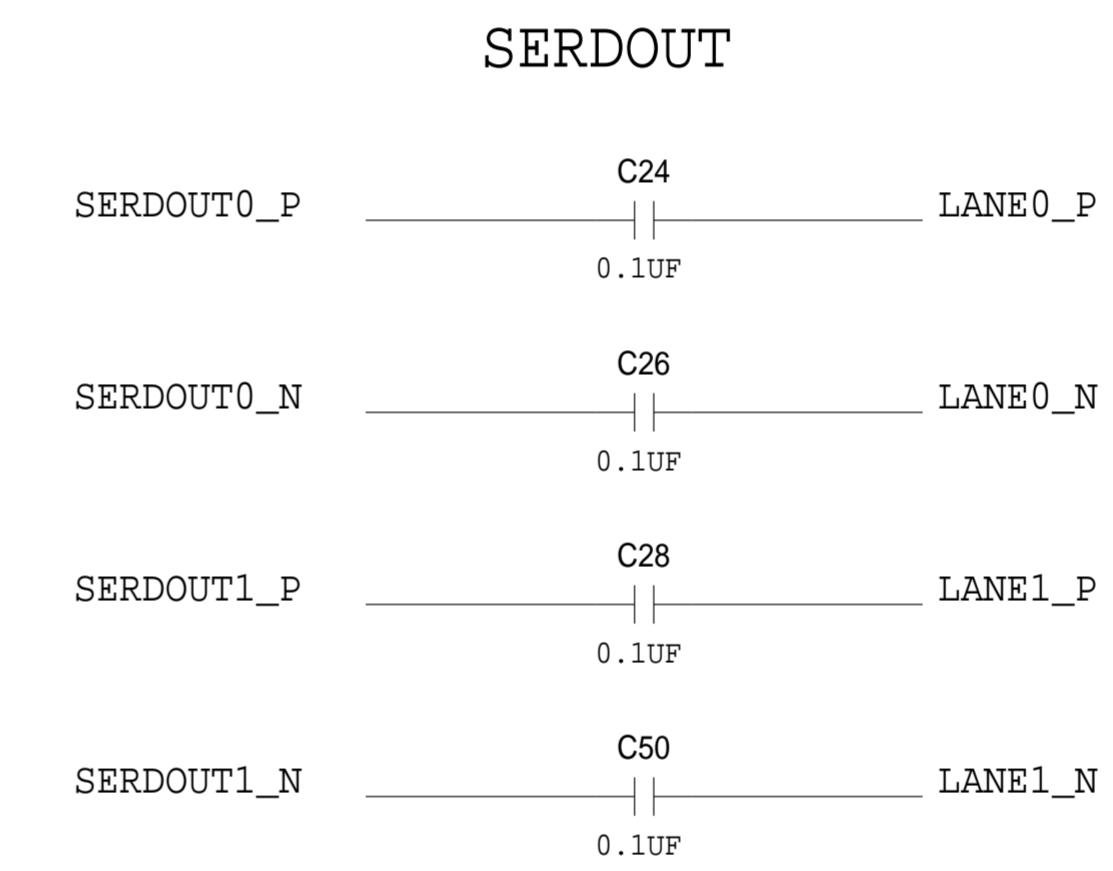 SERDOUT
C24
SERDOUT0_P LANE0_P
0.1UF
C26
SERDOUT0_N LANE0_N
0.1UF
C28
SERDOUT1_P LANE1_P
0.1UF
C50
SERDOUT1_N LANE1_N
0.1UF